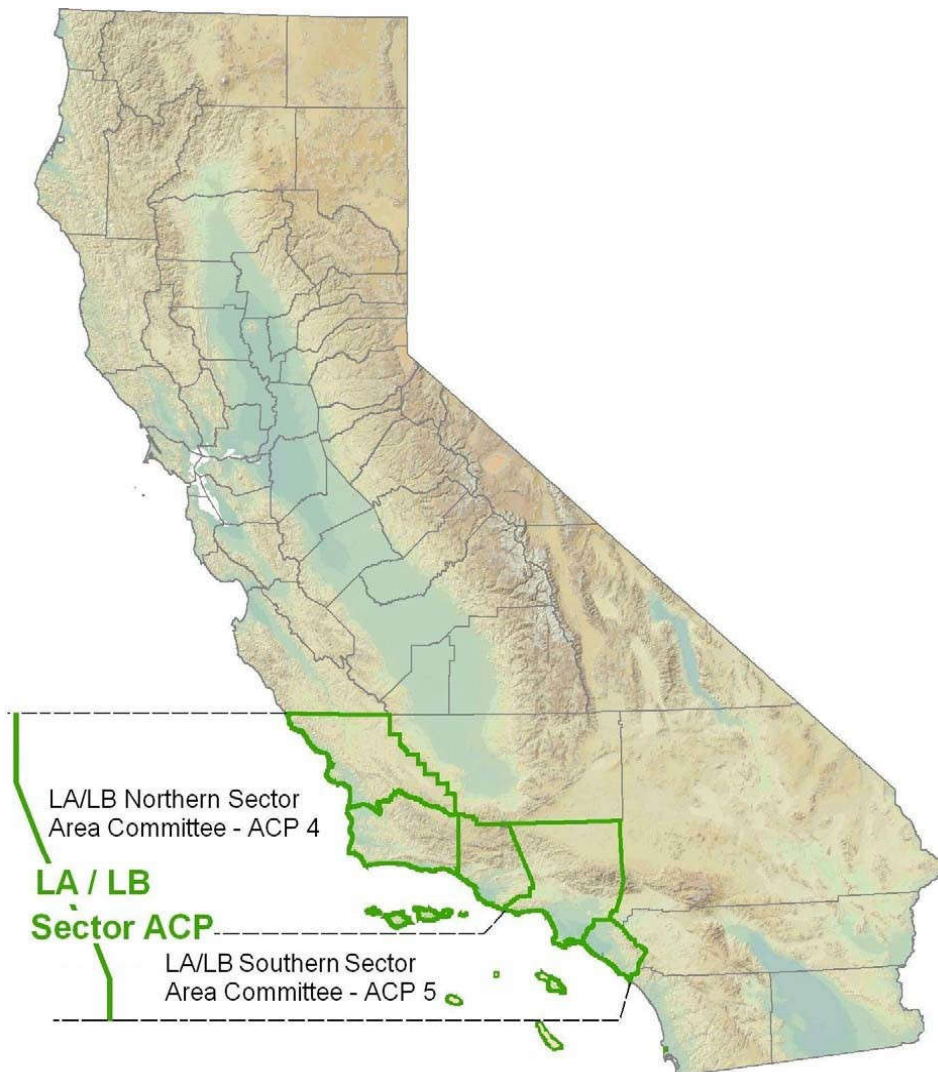 LA/LB Northern Sector
Area Committee - ACP 4
LA / LB
Sector ACP
LA/LB Southern Sector
Area Committee - ACP 5